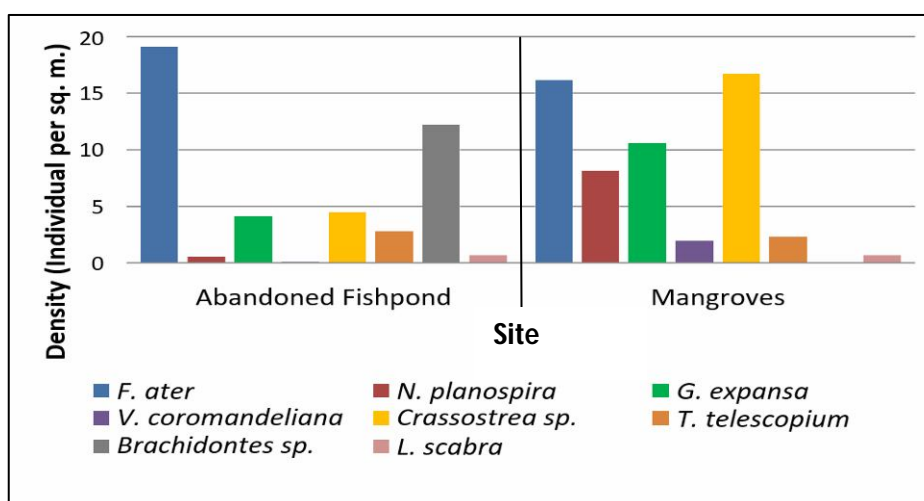 Density (Individual per sq. m.)
20
15
10
5
0
Abandoned Fishpond Mangroves
Site
F. ater N. planospira G. expansa
V. coromandeliana Crassostrea sp. T. telescopium
Brachidontes sp. L. scabra